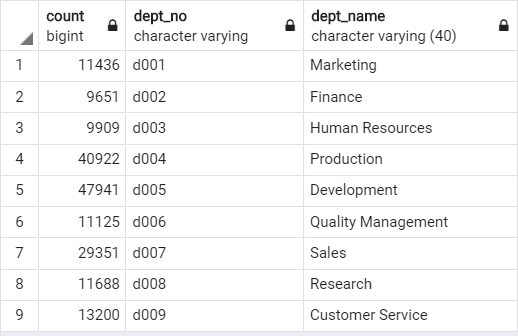 count dept_no dept_name
bigint character varying character varying (40)
1 11436 d001 Marketing
2 9651 d002 Finance
3 9909 d003 Human Resources
4 40922 d004 Production
5 47941 d005 Development
6 11125 d006 Quality Management
7 29351 d007 Sales
8 11688 d008 Research
9 13200 d009 Customer Service